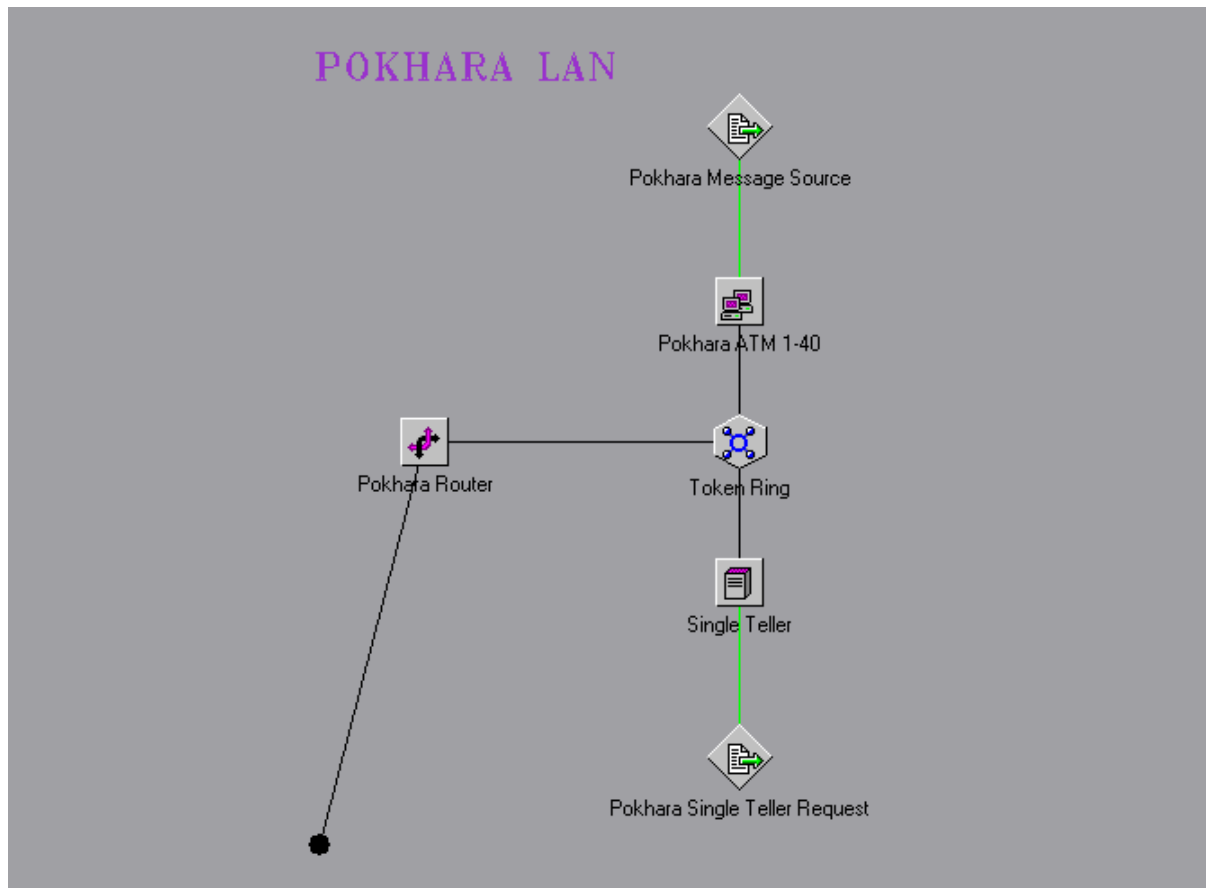 POKHARA LAN
Pokhara Message Source
Pokhara ATM 1-40
Pokhara Router
Token Ring
Single Teller
Pokhara Single Teller Request